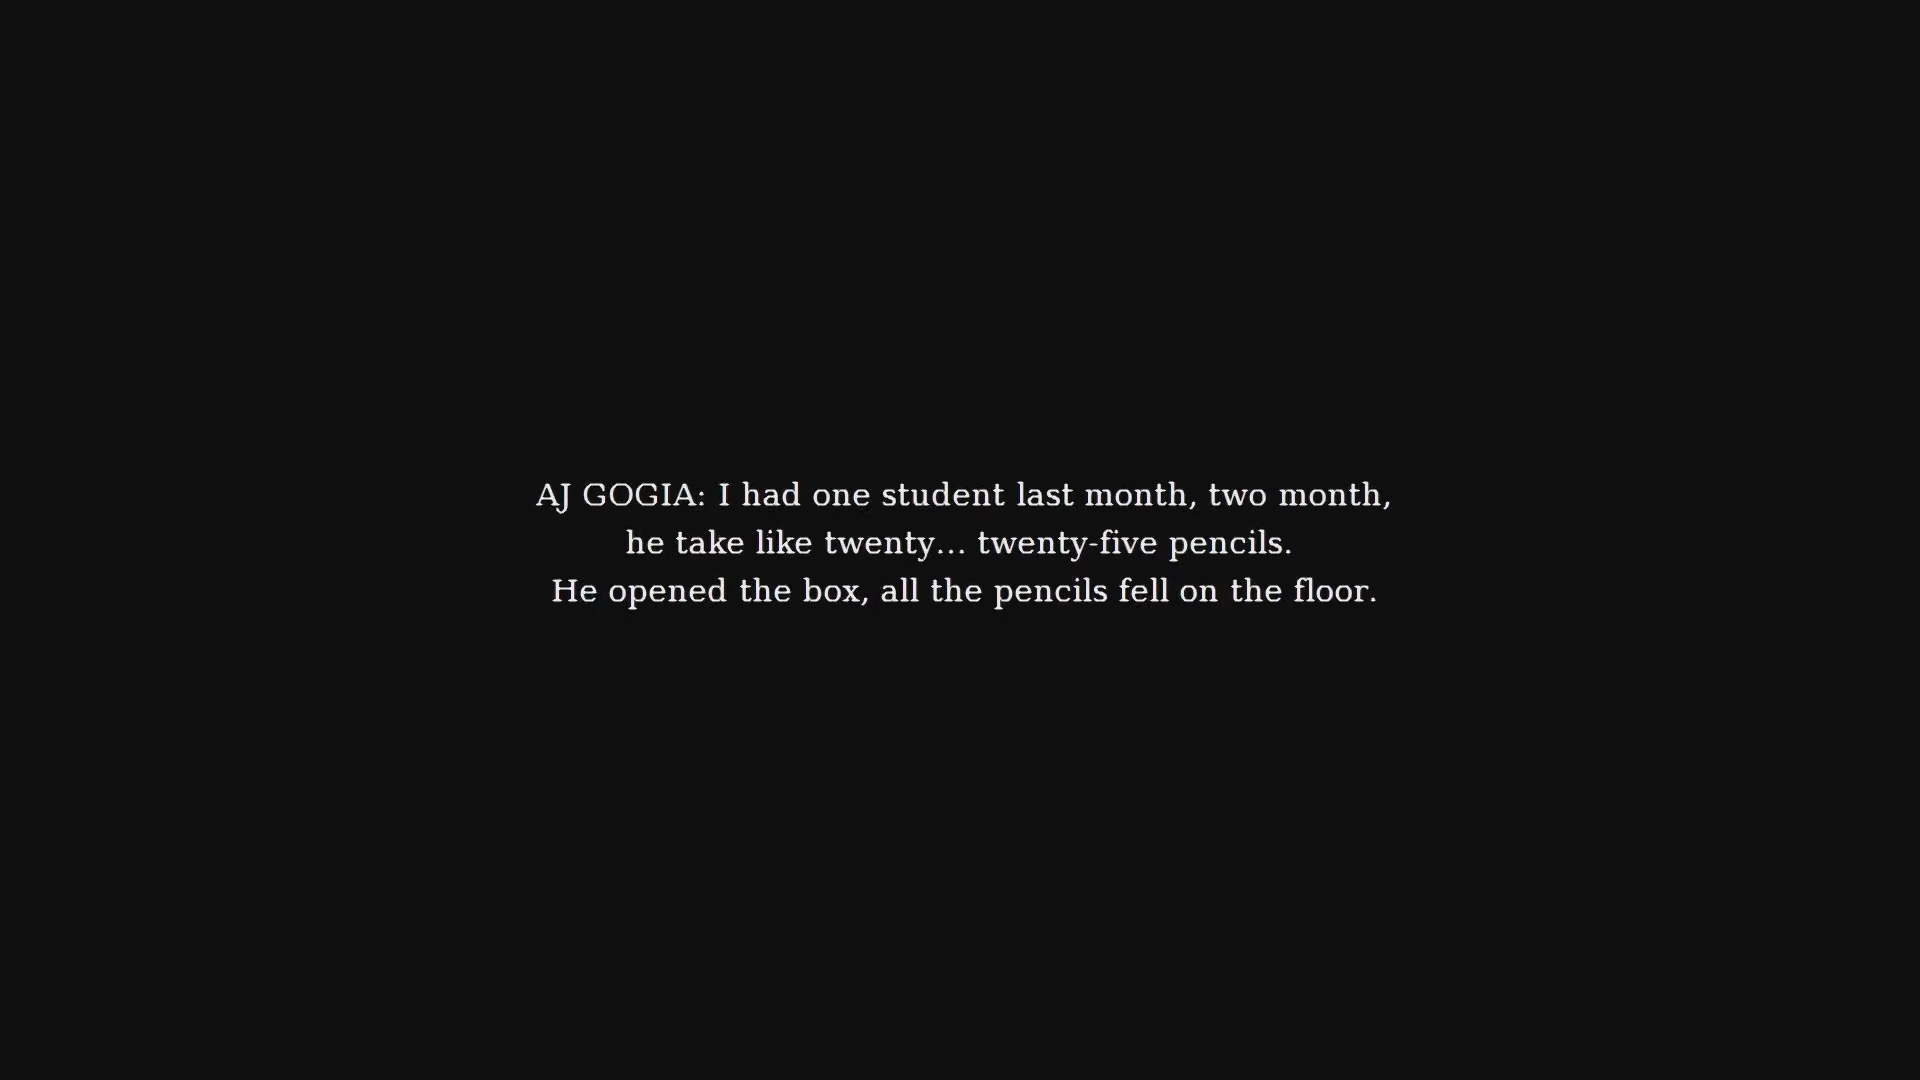 AJ GOGIA: I had one student last month, two month,
he take like twenty... twenty-five pencils.
He opened the box, all the pencils fell on the floor.